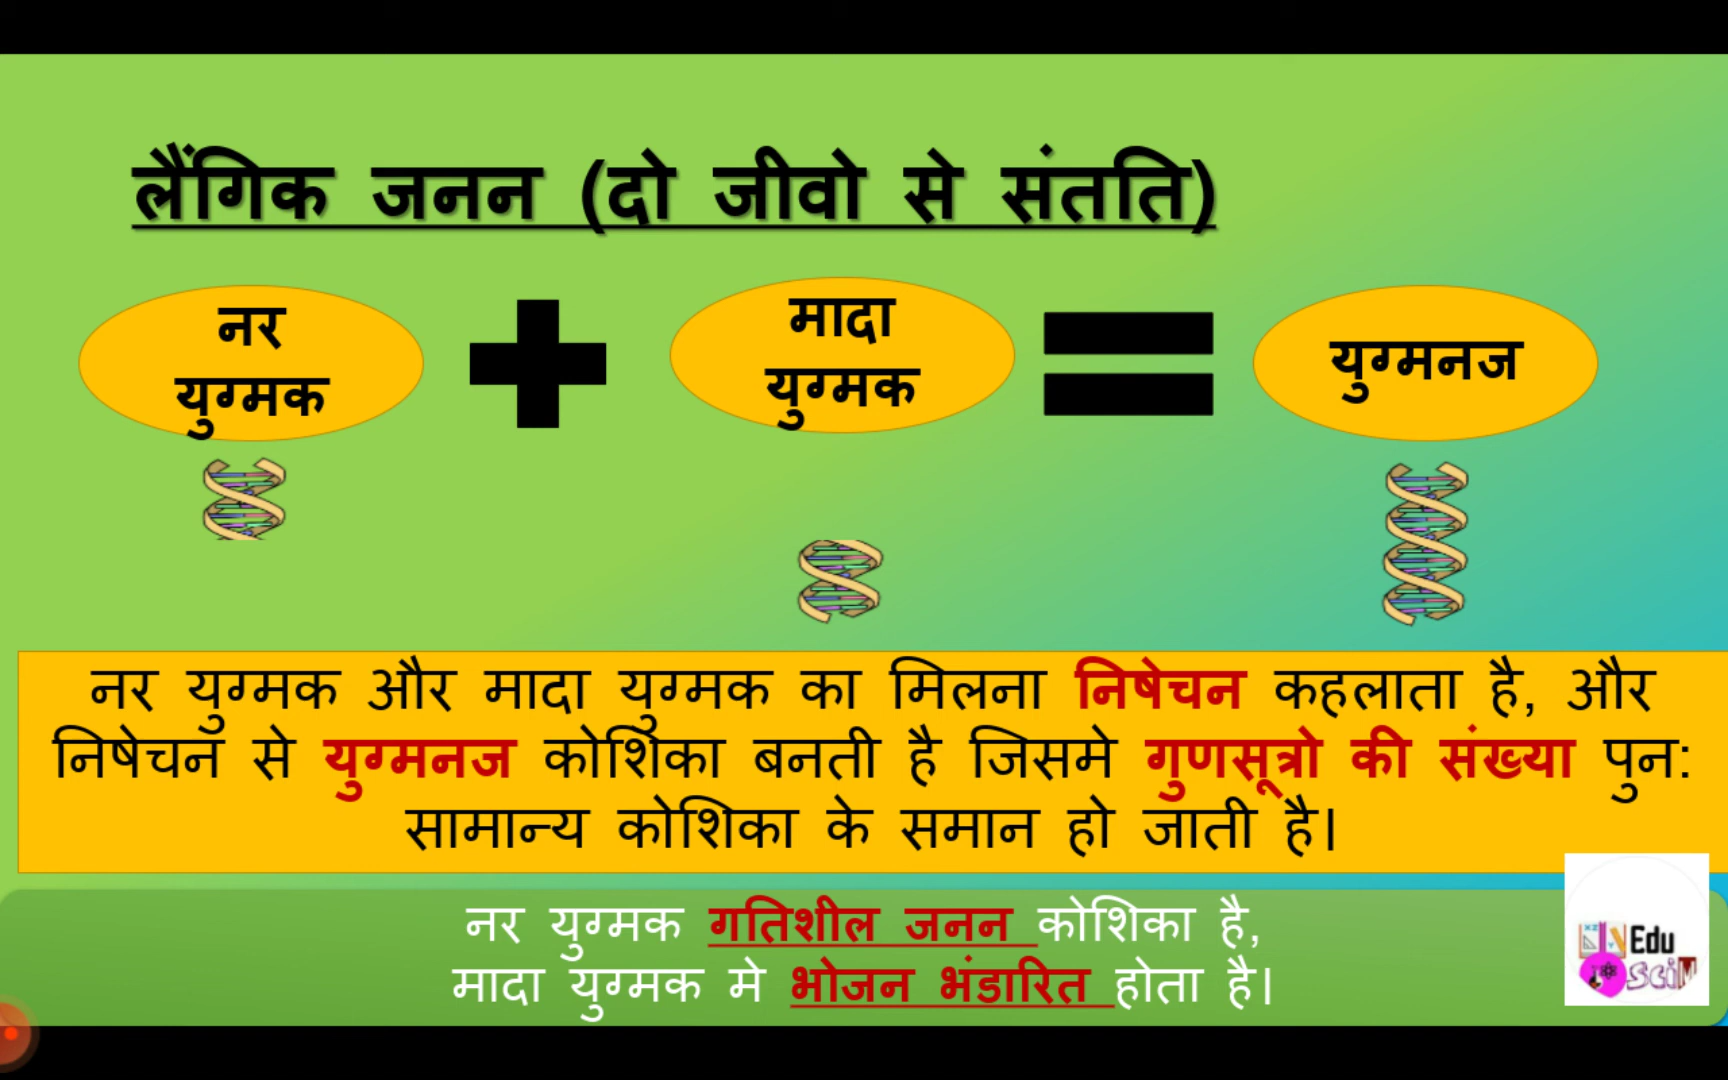 लैंगिक जनन (दो जीवो से संतति)
नर
युग्मक
मादा
युग्मक
युग्मनज
नर युग्मक और मादा युग्मक का मिलना निषेचन कहलाता है, और
निषेचन से युग्मनज कोशिका बनती है जिसमे गुणसूत्रो की संख्या पुन:
सामान्य कोशिका के समान हो जाती है।
नर युग्मक गतिशील जनन कोशिका है,
मादा युग्मक मे भोजन भंडारित होता है।
Edu
SciM